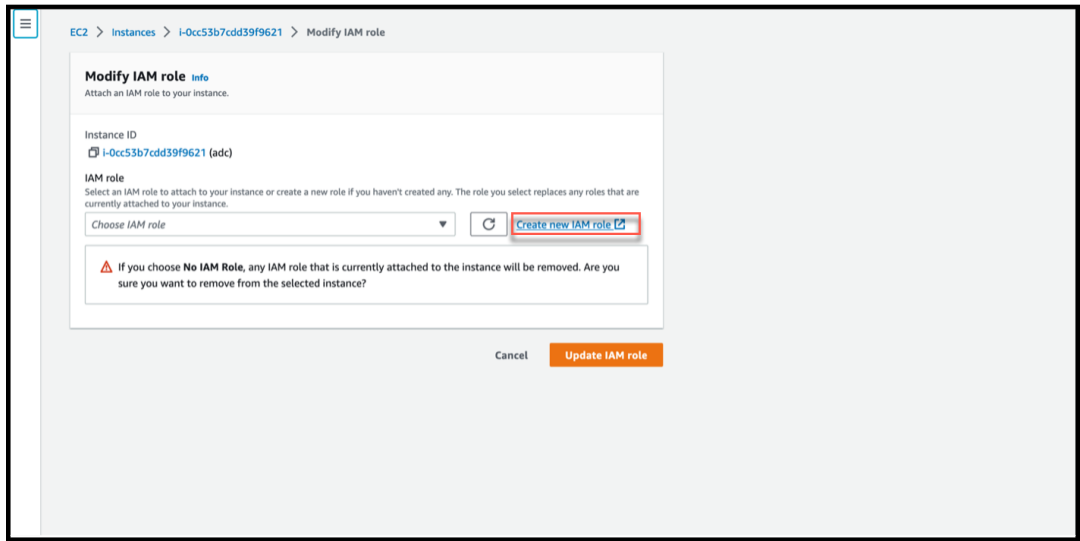 EC2 > Instances > i-0cc53b7cdd39f9621 > Modify IAM role
Modify IAM role Info
Attach an IAM role to your instance.
Instance ID
i-0cc53b7cdd39f9621 (adc)
IAM role
Select an IAM role to attach to your instance or create a new role if you haven't created any. The role you select replaces any roles that are
currently attached to your instance.
Choose IAM role
Create new IAM role
If you choose No IAM Role, any IAM role that is currently attached to the instance will be removed. Are you
sure you want to remove from the selected instance?
Cancel
Update IAM role